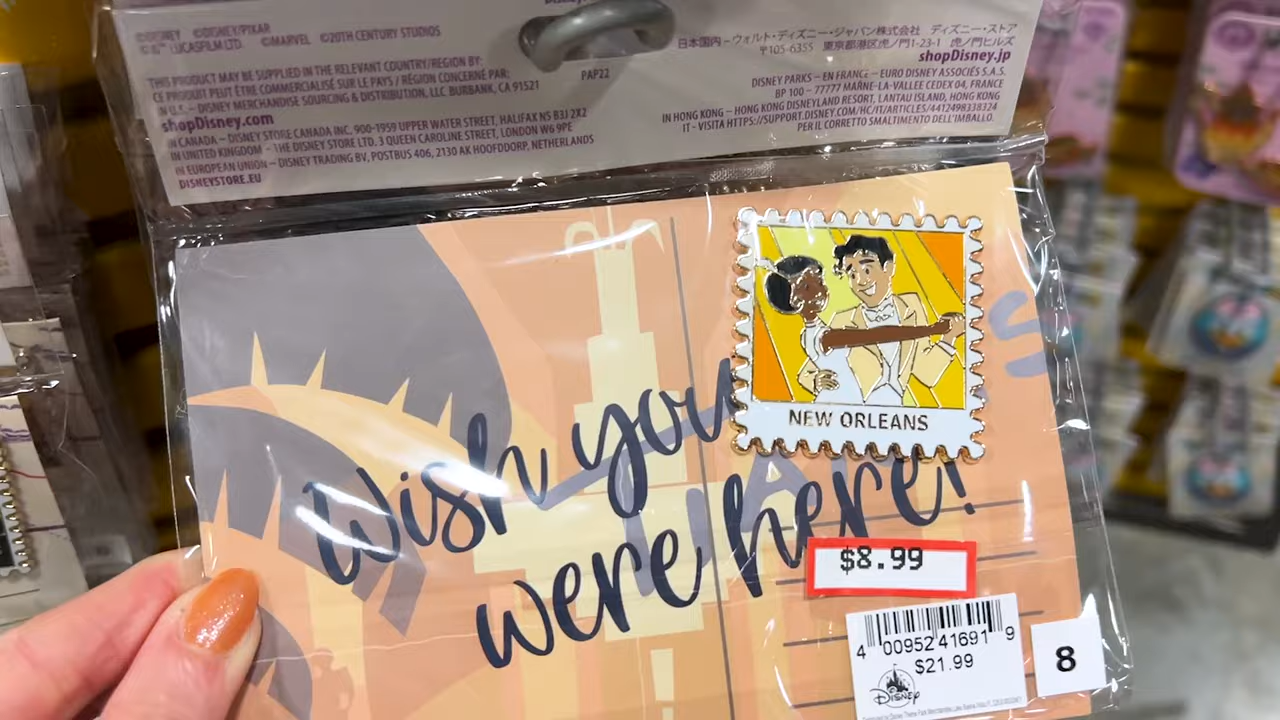 ©DISNEY ©DISNEY/PIXAR
©& ™ LUCASFILM LTD. ©MARVEL ©20TH CENTURY STUDIOS
THIS PRODUCT MAY BE SUPPLIED IN THE RELEVANT COUNTRY/REGION BY:
CE PRODUIT PEUT ÊTRE COMMERCIALISÉ SUR LE PAYS / RÉGION CONCERNÉ PAR:
IN U.S. – DISNEY MERCHANDISE SOURCING & DISTRIBUTION, LLC BURBANK, CA 91521
shopDisney.com
IN CANADA – DISNEY STORE CANADA INC, 900-1959 UPPER WATER STREET, HALIFAX NS B3J 2X2
IN UNITED KINGDOM – THE DISNEY STORE LTD. 3 QUEEN CAROLINE STREET, LONDON W6 9PE
IN EUROPEAN UNION – DISNEY TRADING BV, POSTBUS 406, 2130 AK HOOFDDORP, NETHERLANDS
DISNEYSTORE.EU
PAP22
日本国内–ウォルト・ディズニー・ジャパン株式会社 ディズニー・ストア
〒105-6355 東京都港区虎ノ門1-23-1 虎ノ門ヒルズ
shopDisney.jp
DISNEY PARKS – EN FRANCE – EURO DISNEY ASSOCIÉS S.A.S.
BP 100 – 77777 MARNE-LA-VALLEE CEDEX 04, FRANCE
IN HONG KONG – HONG KONG DISNEYLAND RESORT, LANTAU ISLAND, HONG KONG
IT - VISITA HTTPS://SUPPORT.DISNEY.COM/HC/IT/ARTICLES/4412498318324
PER IL CORRETTO SMALTIMENTO DELL'IMBALLO.
NEW ORLEANS
Wish you
were here!
$8.99
4 00952 41691 9
$21.99
Disney
8